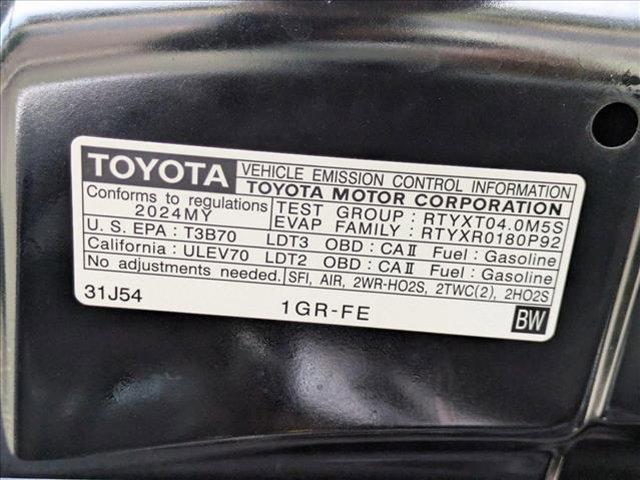 TOYOTA VEHICLE EMISSION CONTROL INFORMATION
TOYOTA MOTOR CORPORATION
Conforms to regulations
2024MY
TEST GROUP : RTYXT04.0M5S
EVAP FAMILY : RTYXR0180P92
U. S. EPA : T3B70 LDT3 OBD : CAⅡ Fuel : Gasoline
California : ULEV70 LDT2 OBD : CAⅡ Fuel : Gasoline
No adjustments needed. SFI, AIR, 2WR-HO2S, 2TWC(2), 2HO2S
31J54 1GR-FE BW